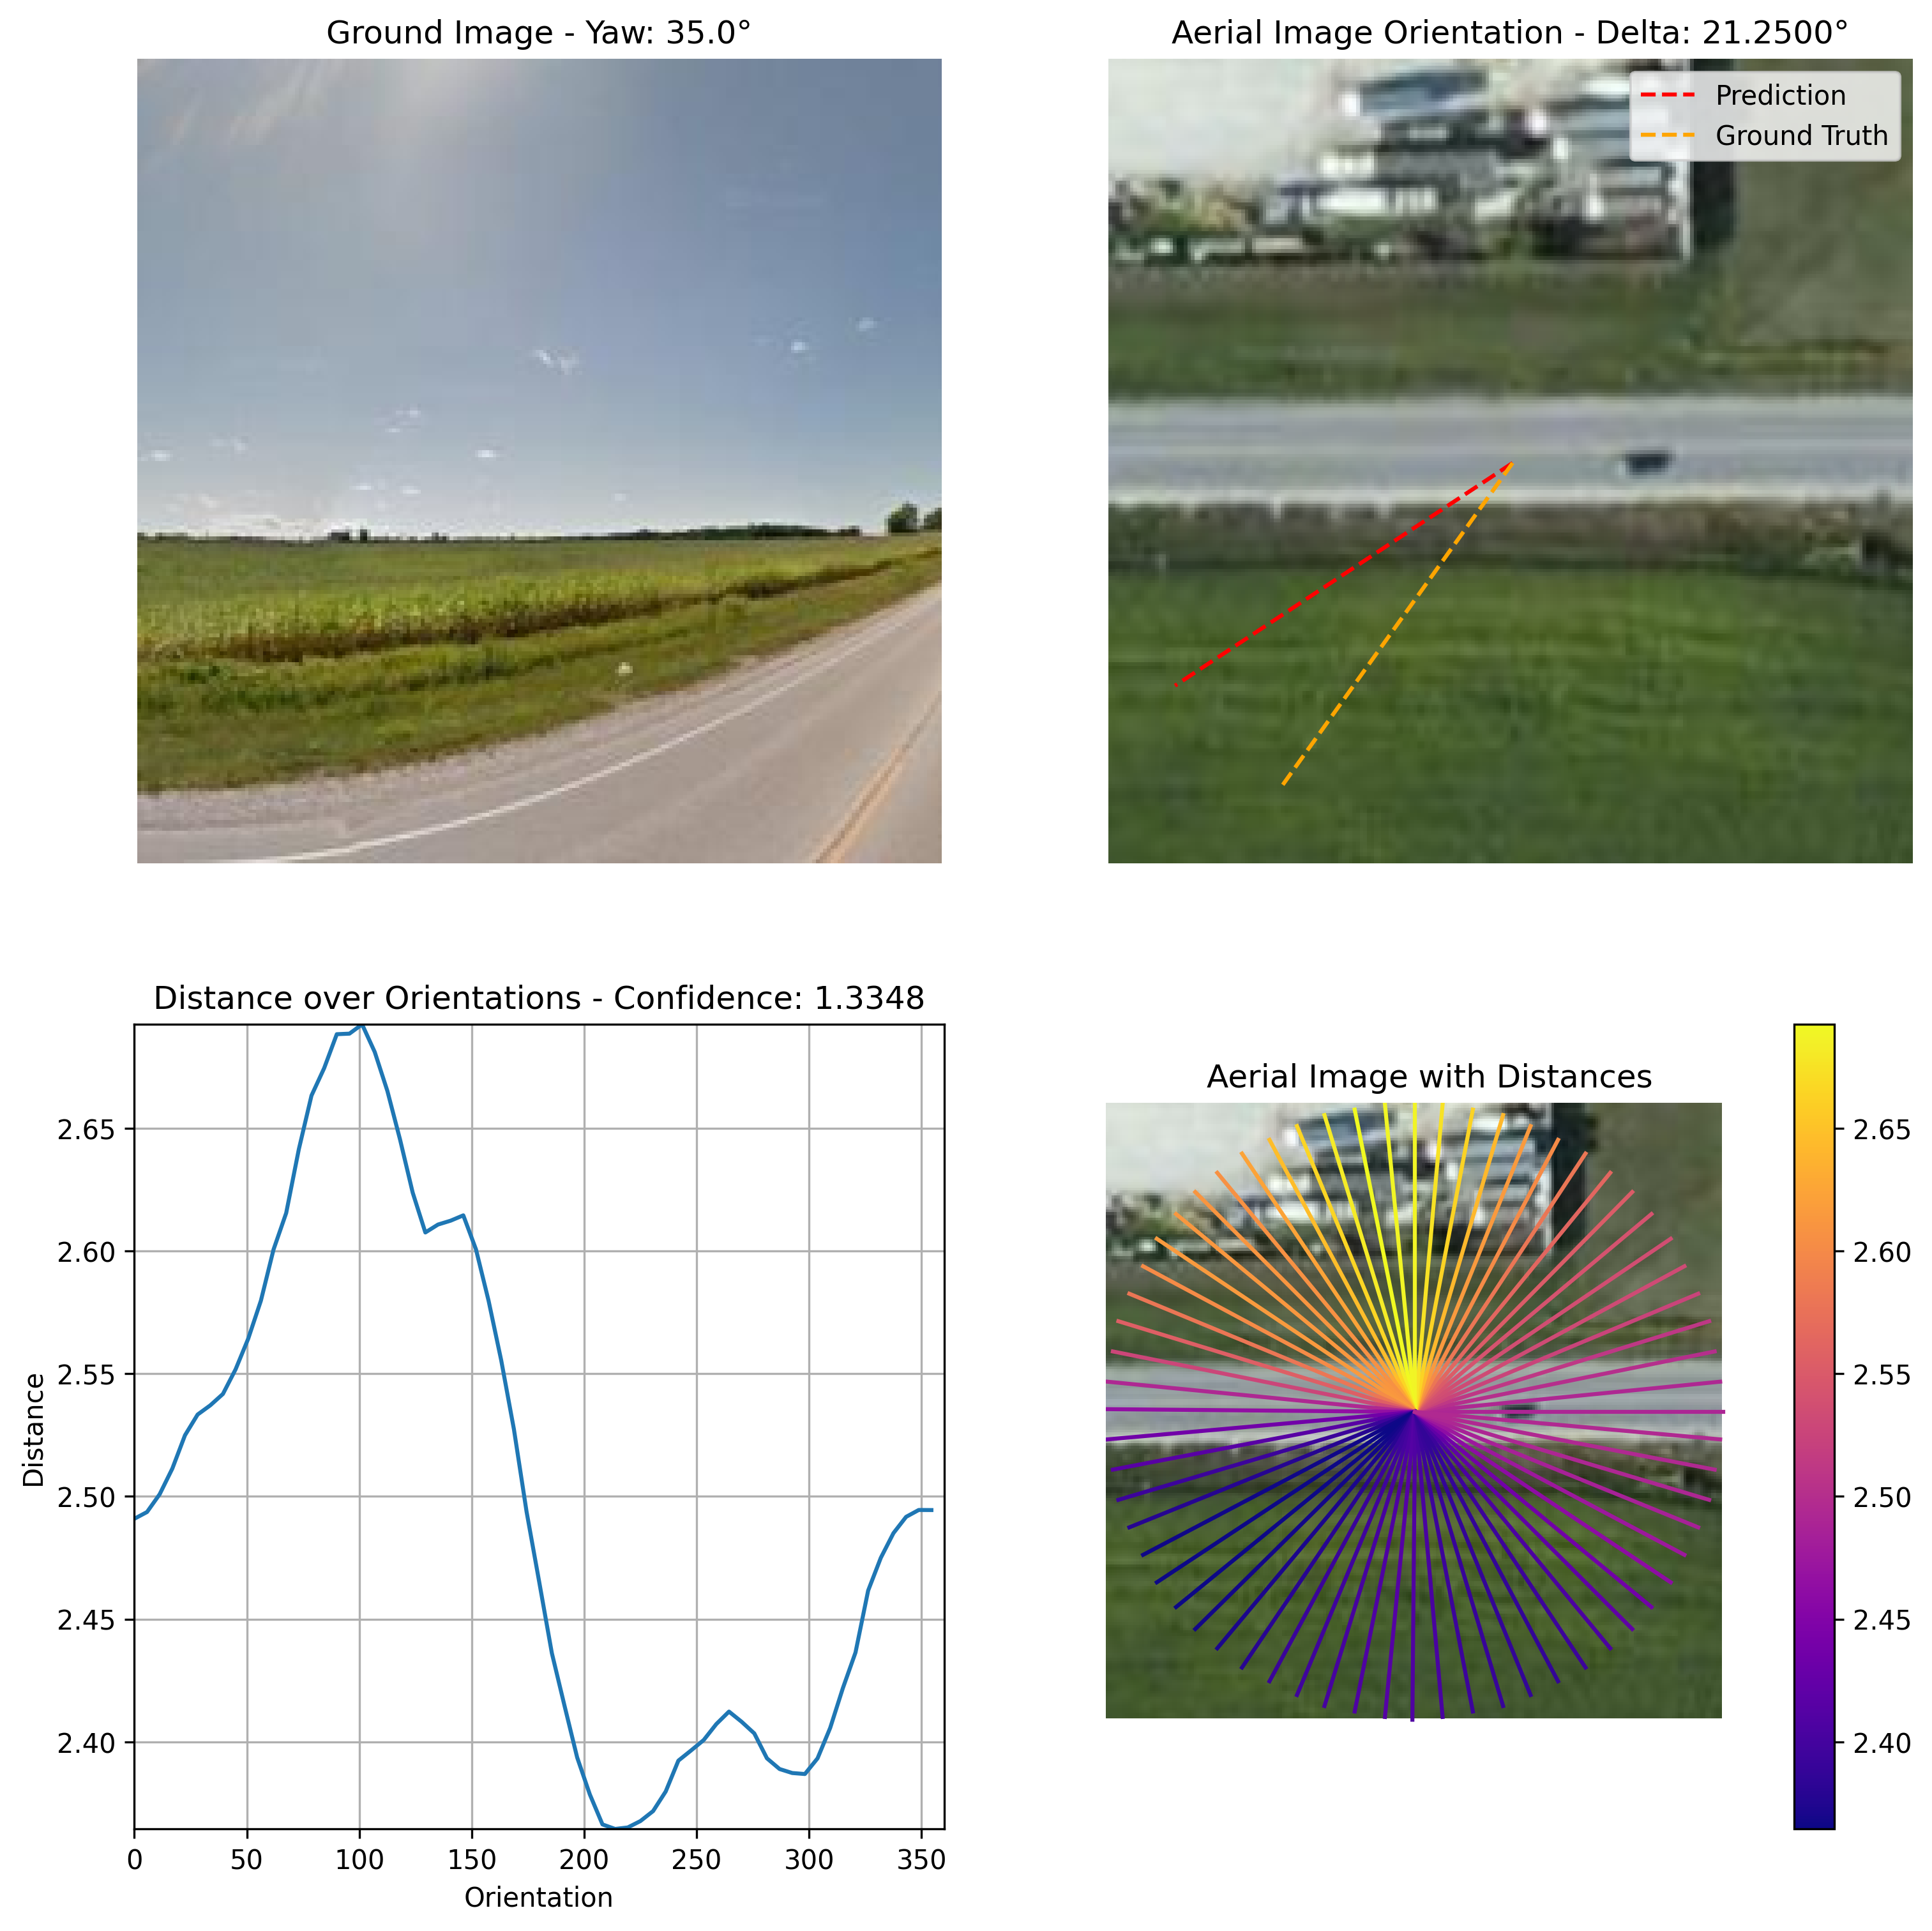 Ground Image - Yaw: 35.0°
Aerial Image Orientation - Delta: 21.2500°
Prediction
Ground Truth
Distance over Orientations - Confidence: 1.3348
2.65
2.60
2.55
2.50
2.45
2.40
Distance
0 50 100 150 200 250 300 350
Orientation
Aerial Image with Distances
2.65
2.60
2.55
2.50
2.45
2.40